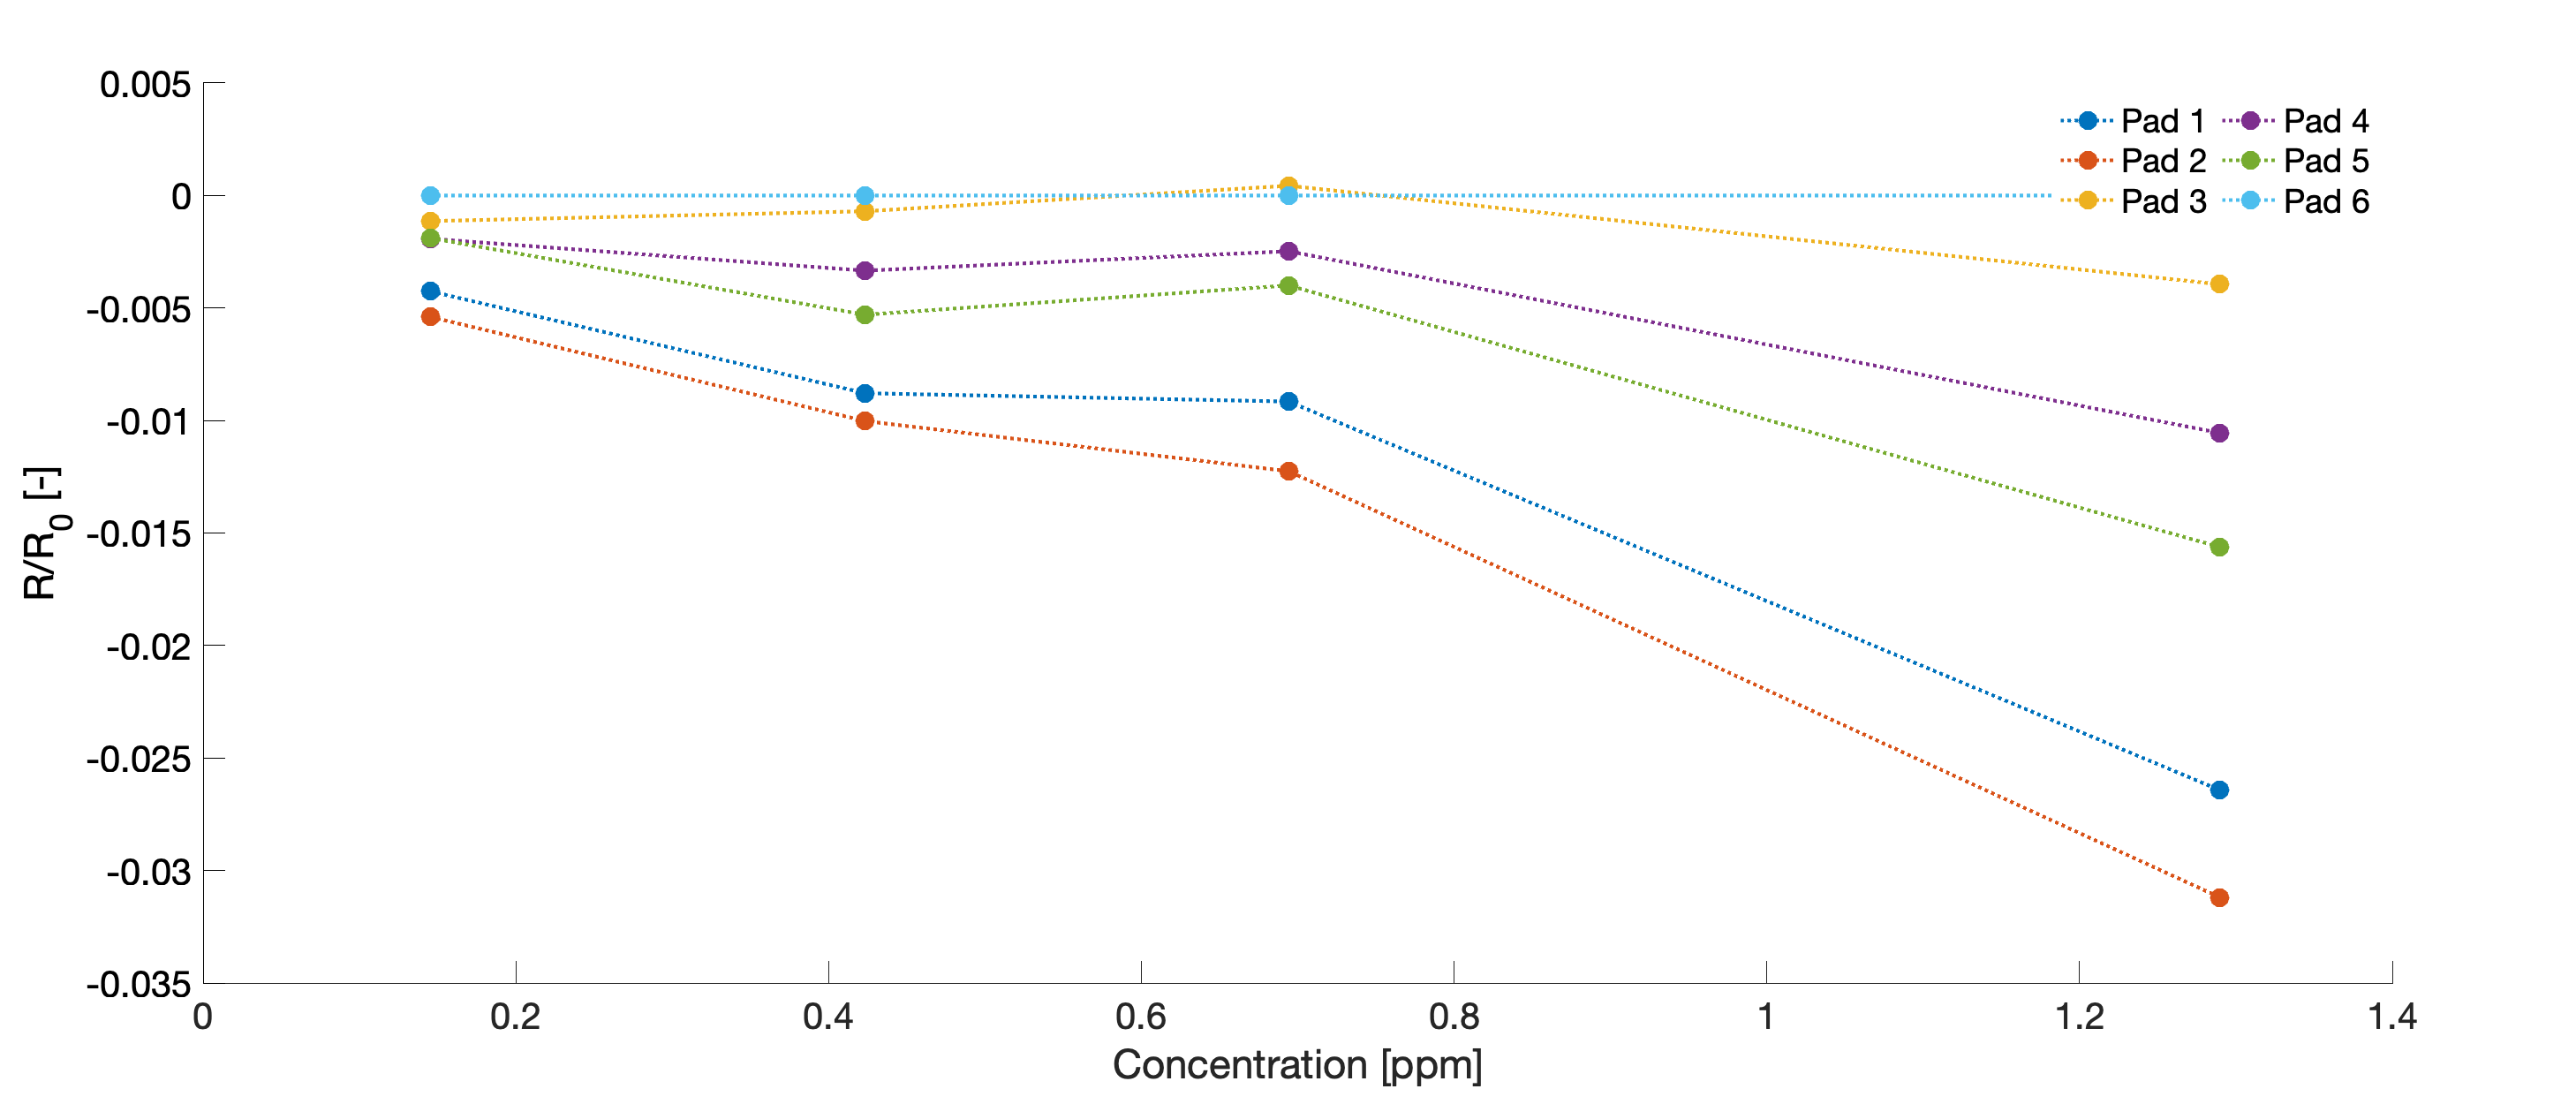 0.005
0
-0.005
-0.01
-0.015
-0.02
-0.025
-0.03
-0.035
R/R0 [-]
Pad 1 Pad 4
Pad 2 Pad 5
Pad 3 Pad 6
0 0.2 0.4 0.6 0.8 1 1.2 1.4
Concentration [ppm]